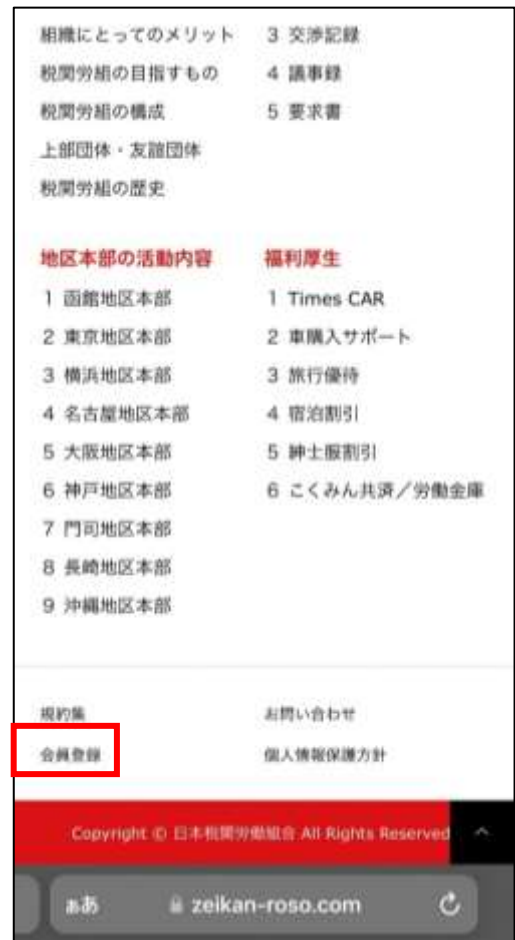 組織にとってのメリット
税関労組の目指すもの
税関労組の構成
上部団体・友誼団体
税関労組の歴史
3 交渉記録
4 議事録
5 要求書
地区本部の活動内容
1 函館地区本部
2 東京地区本部
3 横浜地区本部
4 名古屋地区本部
5 大阪地区本部
6 神戸地区本部
7 門司地区本部
8 長崎地区本部
9 沖縄地区本部
福利厚生
1 Times CAR
2 車購入サポート
3 旅行優待
4 宿泊割引
5 紳士服割引
6 こくみん共済/労働金庫
規約集
お問い合わせ
会員登録
個人情報保護方針
Copyright © 日本税関労働組合 All Rights Reserved
ぁあ
zeikan-roso.com